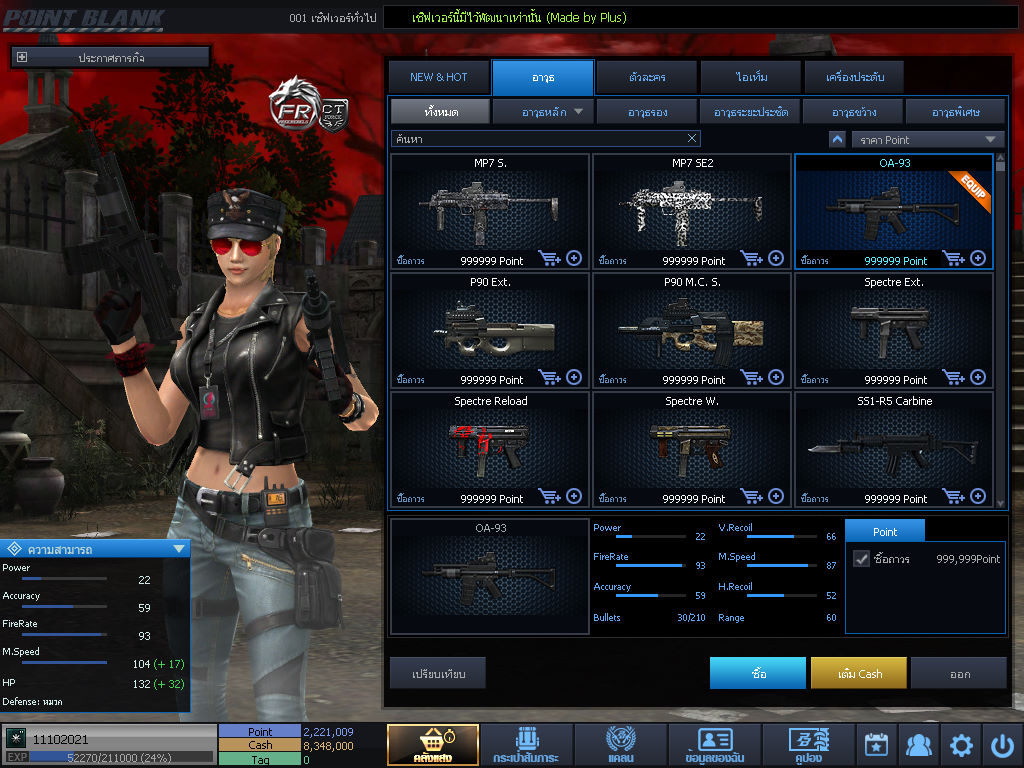 POINT BLANK
001 เซิฟเวอร์ทั่วไป
เซิฟเวอร์นี้มีไว้พัฒนาเท่านั้น (Made by Plus)
ประกาศภารกิจ
FR
CT FORCE
NEW & HOT อาวุธ ตัวละคร ไอเท็ม เครื่องประดับ
ทั้งหมด อาวุธหลัก อาวุธรอง อาวุธระยะประชิด อาวุธขว้าง อาวุธพิเศษ
ค้นหา
ราคา Point
MP7 S.
ซื้อถาวร 999999 Point
MP7 SE2
ซื้อถาวร 999999 Point
OA-93
EQUIP
ซื้อถาวร 999999 Point
P90 Ext.
ซื้อถาวร 999999 Point
P90 M.C. S.
ซื้อถาวร 999999 Point
Spectre Ext.
ซื้อถาวร 999999 Point
Spectre Reload
ซื้อถาวร 999999 Point
Spectre W.
ซื้อถาวร 999999 Point
SS1-R5 Carbine
ซื้อถาวร 999999 Point
OA-93
Power 22
V.Recoil 66
FireRate 93
M.Speed 87
Accuracy 59
H.Recoil 52
Bullets 30/210
Range 60
Point
ซื้อถาวร 999,999Point
เปรียบเทียบ ซื้อ เติม Cash ออก
ความสามารถ
Power 22
Accuracy 59
FireRate 93
M.Speed 104 (+ 17)
HP 132 (+ 32)
Defense: หมวก
11102021
EXP 52270/211000 (24%)
Point 2,221,009
Cash 8,348,000
Tag 0
คลังแสง กระเป๋าสัมภาระ แคลน ข้อมูลของฉัน คูปอง